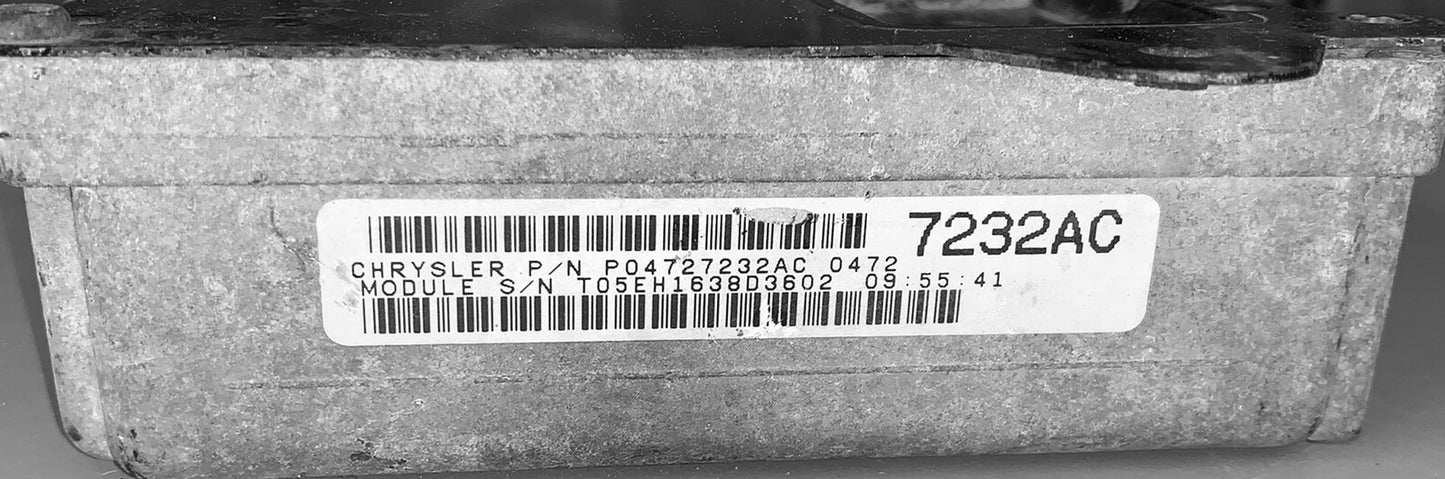 7232AC
CHRYSLER P/N P04727232AC 0472
MODULE S/N T05EH1638D3602 09:55:41